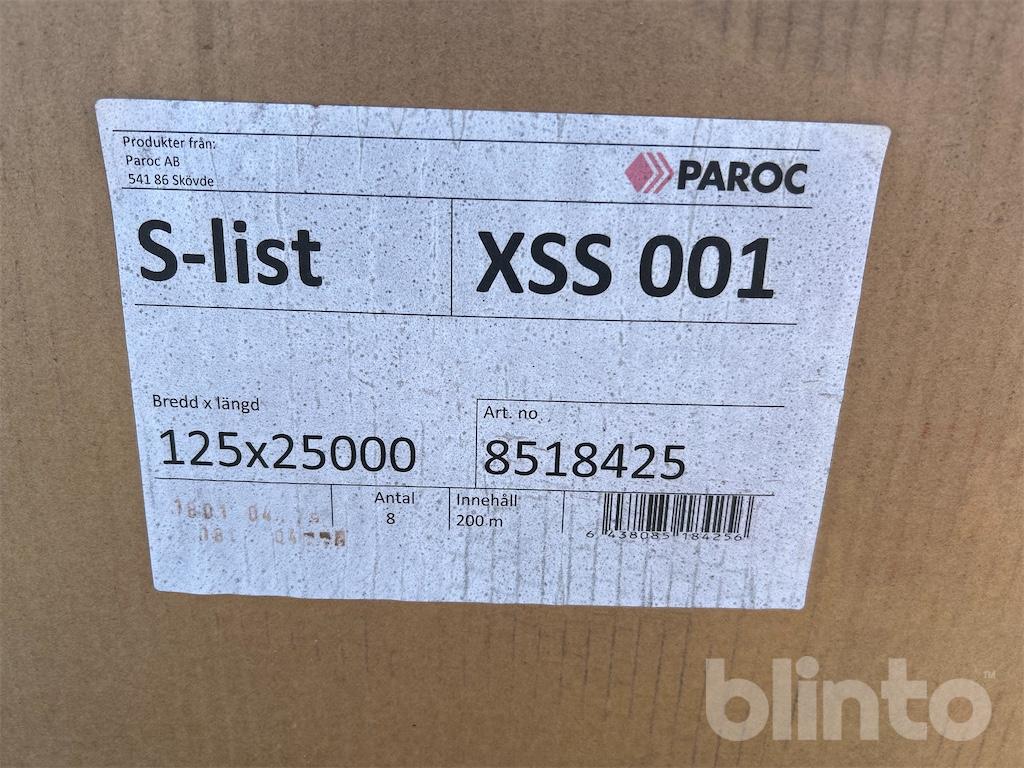 Produkter från:
Paroc AB
541 86 Skövde
PAROC
S-list
XSS 001
Bredd x längd
125x25000
Art. no
8518425
Antal
8
Innehåll
200 m
6 438085 184256
blinto™